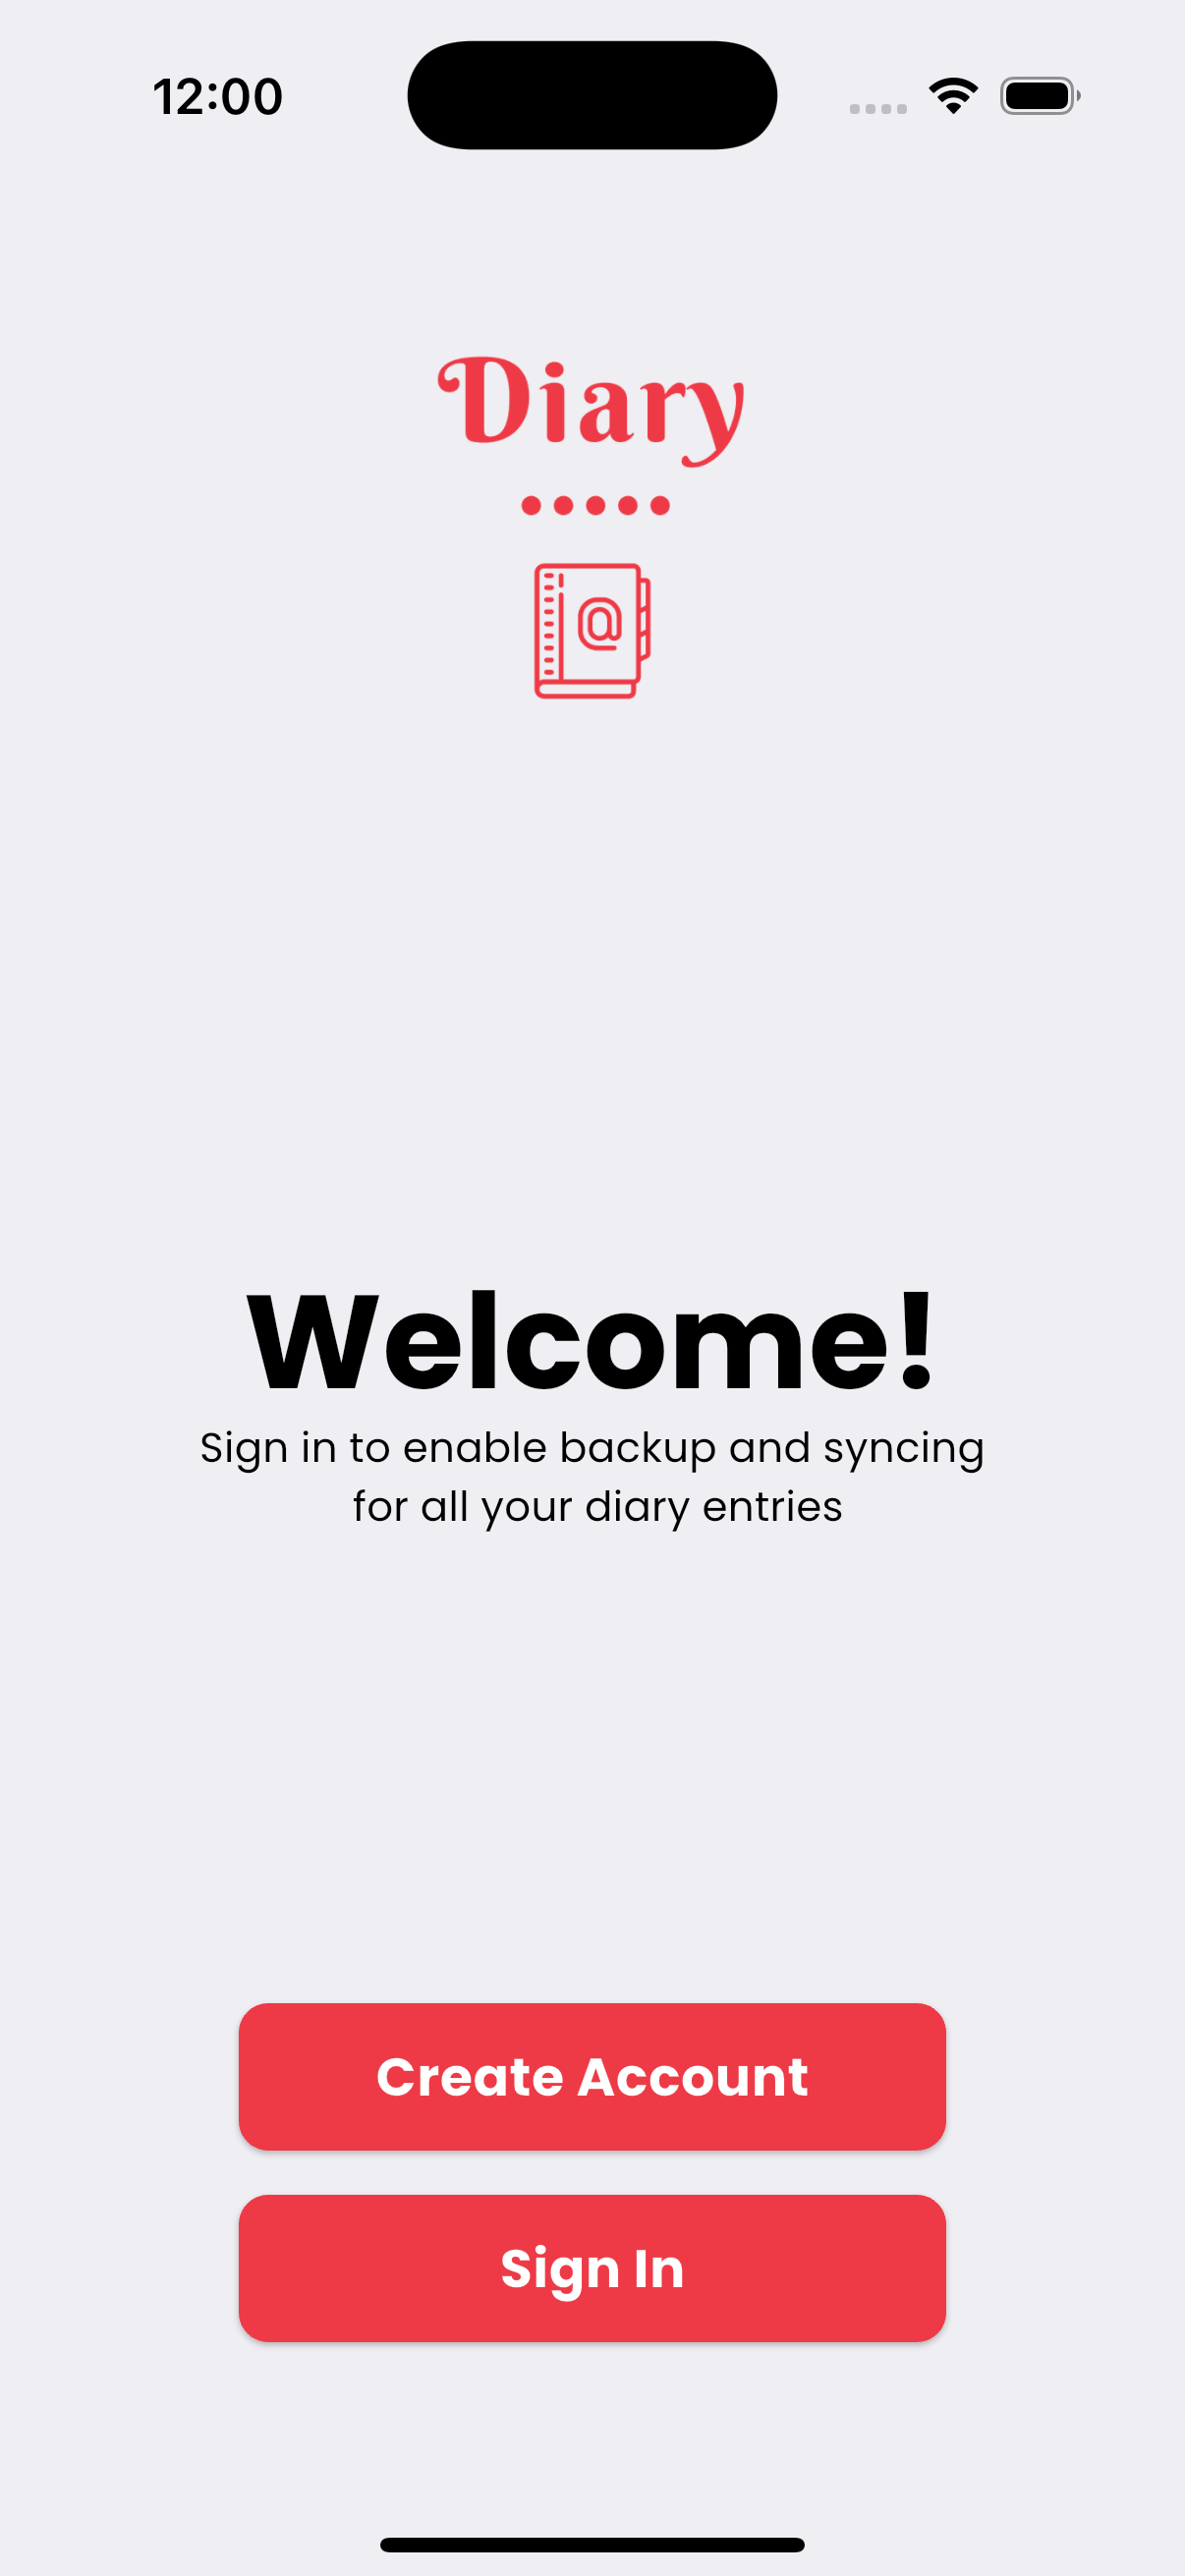 12:00
Diary
@
Welcome!
Sign in to enable backup and syncing
for all your diary entries
Create Account
Sign In